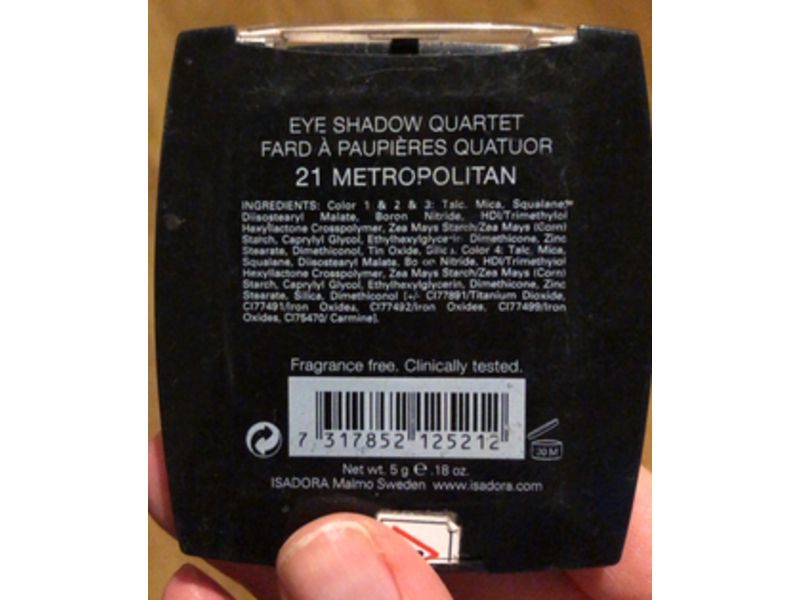 EYE SHADOW QUARTET
FARD À PAUPIÈRES QUATUOR
21 METROPOLITAN
INGREDIENTS: Color 1 & 2 & 3: Talc, Mica, Squalane,
Diisostearyl Malate, Boron Nitride, HDI/Trimethylol
Hexyllactone Crosspolymer, Zea Mays Starch/Zea Mays (Corn)
Starch, Caprylyl Glycol, Ethylhexylglycerin, Dimethicone, Zinc
Stearate, Dimethiconol, Tin Oxide, Silica. Color 4: Talc, Mica,
Squalane, Diisostearyl Malate, Boron Nitride, HDI/Trimethylol
Hexyllactone Crosspolymer, Zea Mays Starch/Zea Mays (Corn)
Starch, Caprylyl Glycol, Ethylhexylglycerin, Dimethicone, Zinc
Stearate, Silica, Dimethiconol [+/- CI77891/Titanium Dioxide,
CI77491/Iron Oxides, CI77492/Iron Oxides, CI77499/Iron
Oxides, CI75470/ Carmine].
Fragrance free. Clinically tested.
7 317852 125212
30 M
Net wt. 5 g ℮ .18 oz.
ISADORA Malmo Sweden www.isadora.com